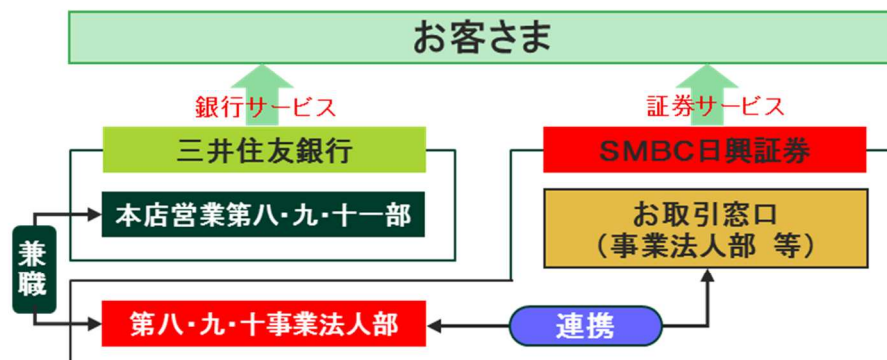 お客さま
銀行サービス
証券サービス
三井住友銀行
SMBC日興証券
本店営業第八・九・十一部
お取引窓口
（事業法人部 等）
兼職
第八・九・十事業法人部
連携